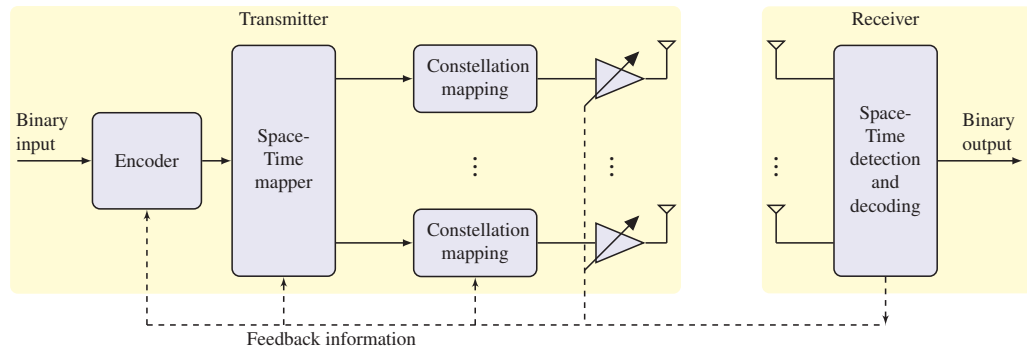 Transmitter
Receiver
Binary
input
Encoder
Space-
Time
mapper
Constellation
mapping
Constellation
mapping
Space-
Time
detection
and
decoding
Binary
output
Feedback information